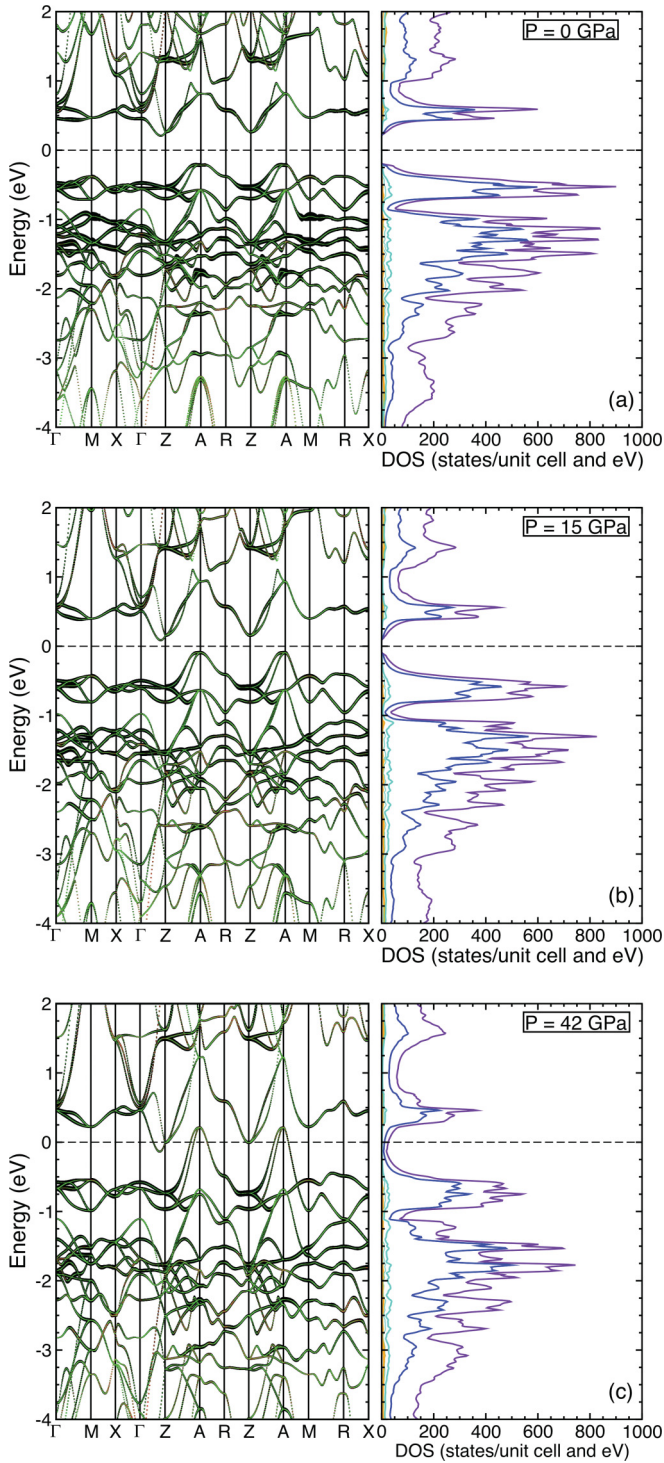 2
1
0
-1
-2
-3
-4
Energy (eV)
Γ M X Γ Z A R Z A M R X
P = 0 GPa
(a)
0 200 400 600 800 1000
DOS (states/unit cell and eV)
2
1
0
-1
-2
-3
-4
Energy (eV)
Γ M X Γ Z A R Z A M R X
P = 15 GPa
(b)
0 200 400 600 800 1000
DOS (states/unit cell and eV)
2
1
0
-1
-2
-3
-4
Energy (eV)
Γ M X Γ Z A R Z A M R X
P = 42 GPa
(c)
0 200 400 600 800 1000
DOS (states/unit cell and eV)